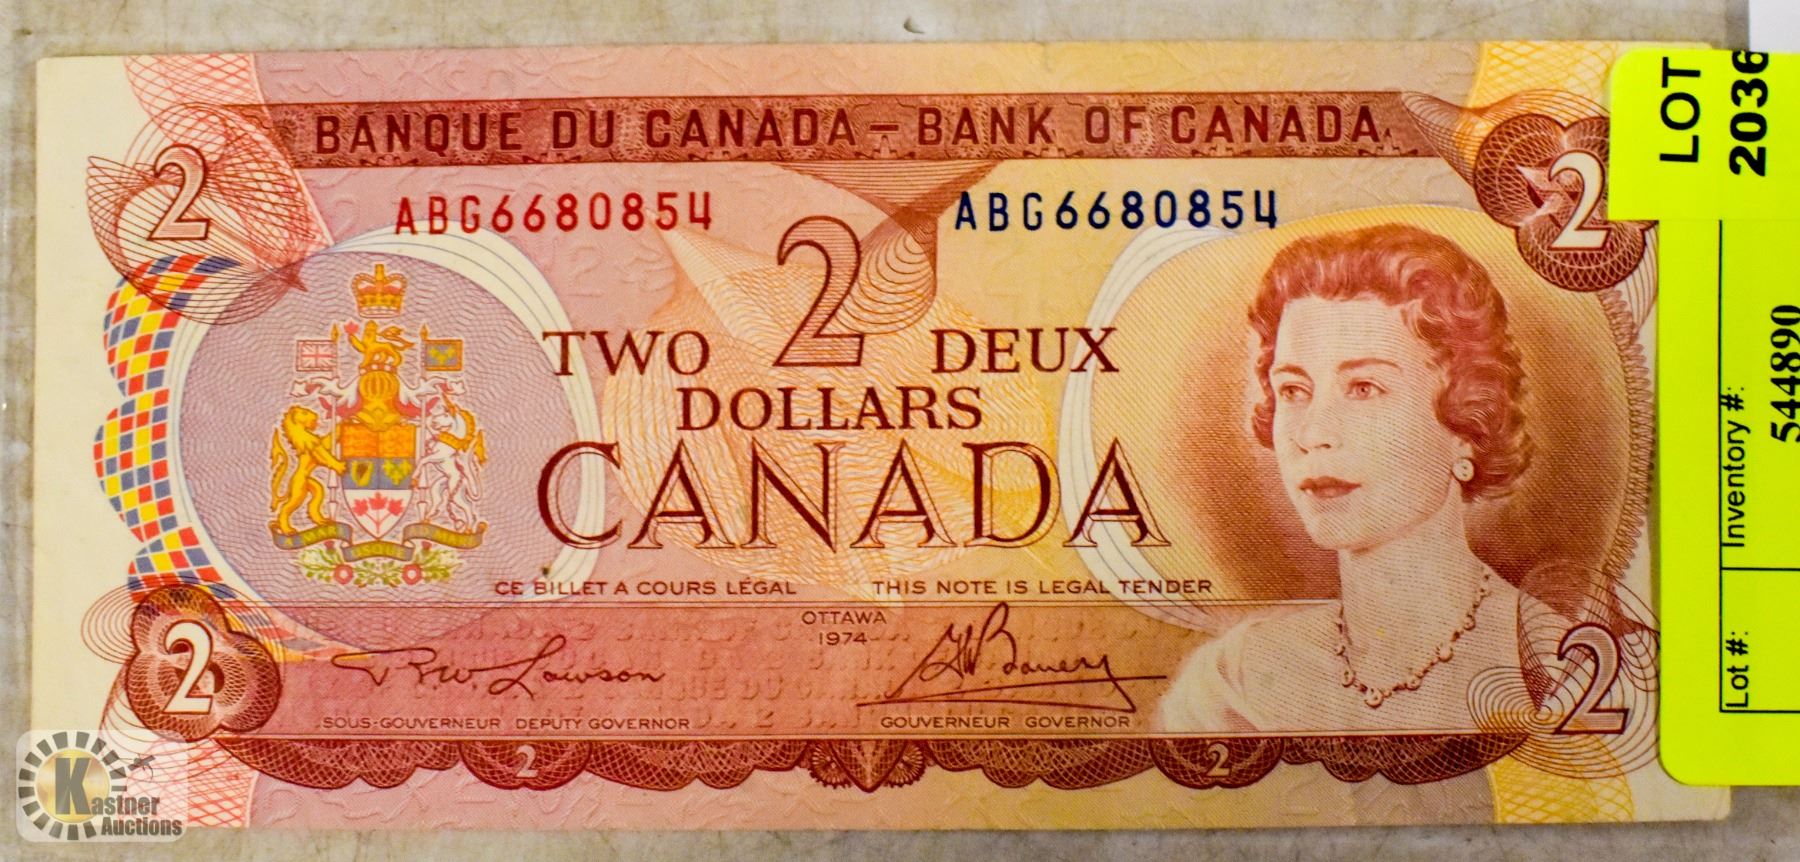 BANQUE DU CANADA – BANK OF CANADA
2
2
ABG6680854
ABG6680854
2
TWO DEUX
DOLLARS
CANADA
CE BILLET A COURS LÉGAL THIS NOTE IS LEGAL TENDER
OTTAWA
1974
2
2
SOUS-GOUVERNEUR DEPUTY GOVERNOR
GOUVERNEUR GOVERNOR
2
2
LOT
2036
Inventory #:
544890
Lot #:
Kastner
Auctions